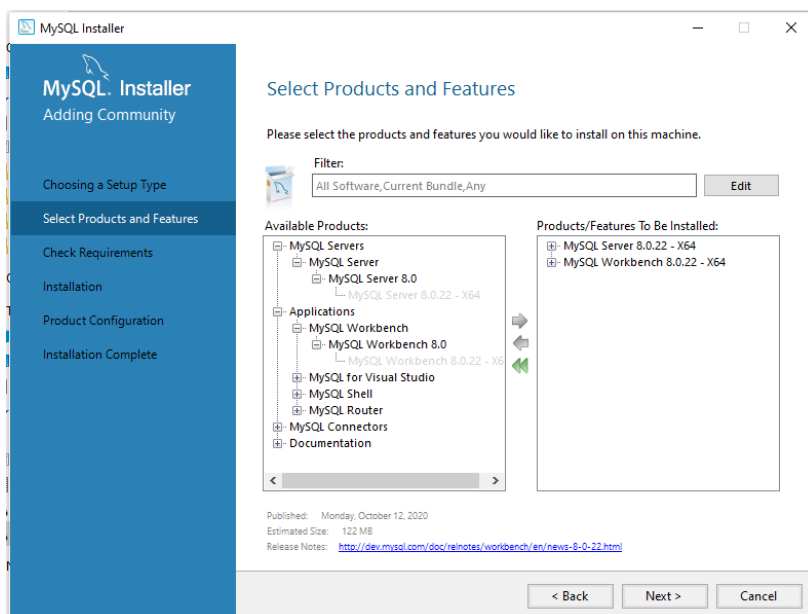 MySQL Installer
MySQL. Installer
Adding Community
Choosing a Setup Type
Select Products and Features
Check Requirements
Installation
Product Configuration
Installation Complete
Select Products and Features
Please select the products and features you would like to install on this machine.
Filter:
All Software,Current Bundle,Any
Edit
Available Products:
MySQL Servers
MySQL Server
MySQL Server 8.0
MySQL Server 8.0.22 - X64
Applications
MySQL Workbench
MySQL Workbench 8.0
MySQL Workbench 8.0.22 - X6
MySQL for Visual Studio
MySQL Shell
MySQL Router
MySQL Connectors
Documentation
Products/Features To Be Installed:
MySQL Server 8.0.22 - X64
MySQL Workbench 8.0.22 - X64
Published: Monday, October 12, 2020
Estimated Size: 122 MB
Release Notes: http://dev.mysql.com/doc/relnotes/workbench/en/news-8-0-22.html
< Back
Next >
Cancel